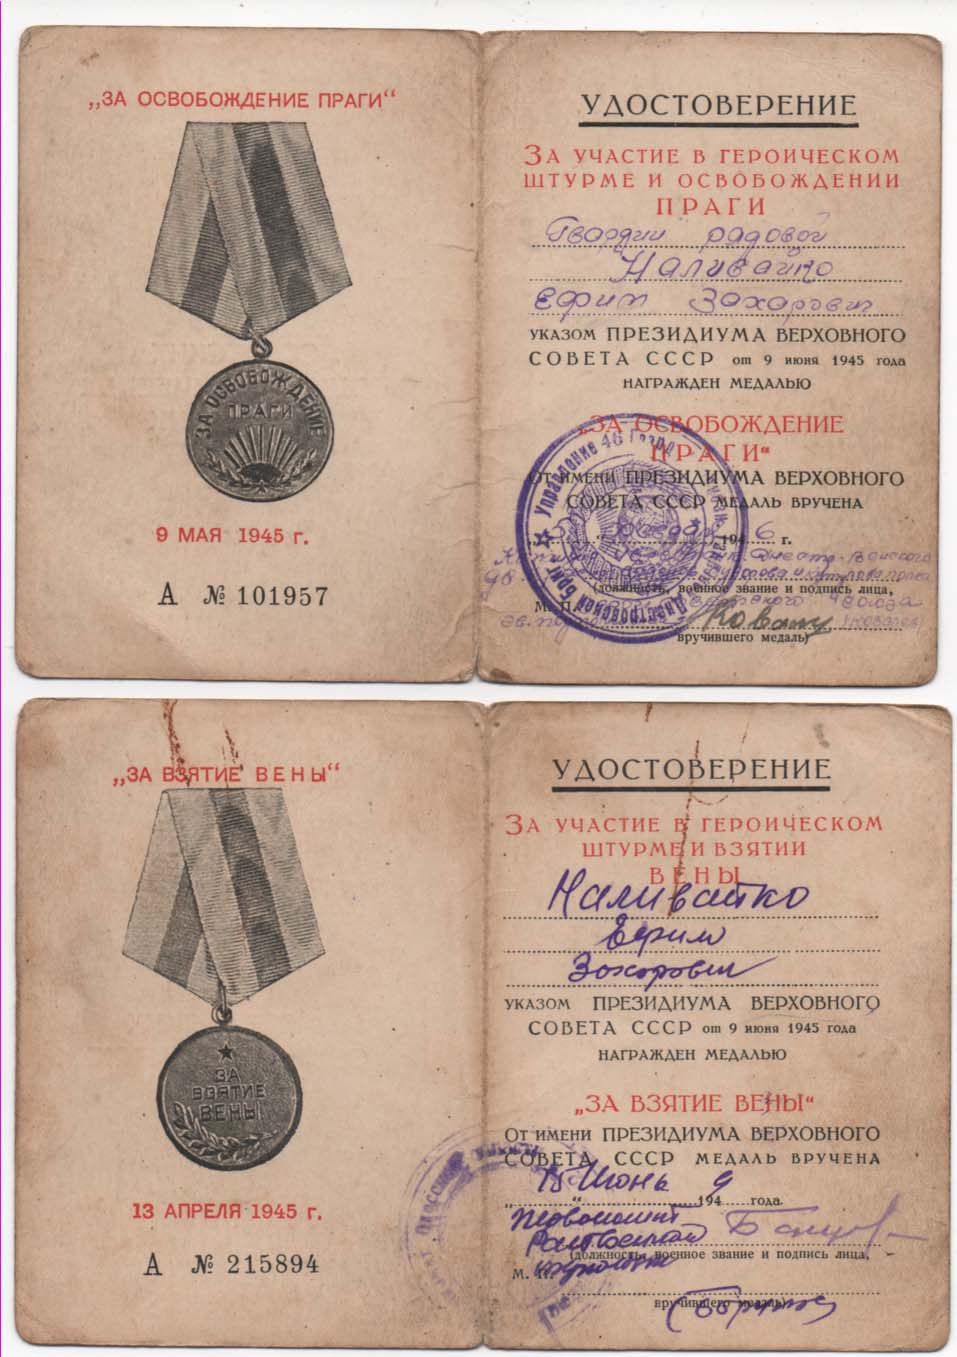 „ЗА ОСВОБОЖДЕНИЕ ПРАГИ“
ЗА ОСВОБОЖДЕНИЕ
ПРАГИ
9 МАЯ 1945 г.
А № 101957
УДОСТОВЕРЕНИЕ
ЗА УЧАСТИЕ В ГЕРОИЧЕСКОМ
ШТУРМЕ И ОСВОБОЖДЕНИИ
ПРАГИ
Гвардии рядовой
Наливайко
Ефим Захарович
УКАЗОМ ПРЕЗИДИУМА ВЕРХОВНОГО
СОВЕТА СССР от 9 июня 1945 года
НАГРАЖДЕН МЕДАЛЬЮ
„ЗА ОСВОБОЖДЕНИЕ
ПРАГИ“
ОТ ИМЕНИ ПРЕЗИДИУМА ВЕРХОВНОГО
СОВЕТА СССР МЕДАЛЬ ВРУЧЕНА
194 6 г.
(должность, военное звание и подпись лица,
М. П.
вручившего медаль)
Управление 46 Гвард
„ЗА ВЗЯТИЕ ВЕНЫ“
ЗА
ВЗЯТИЕ
ВЕНЫ
13 АПРЕЛЯ 1945 г.
А № 215894
УДОСТОВЕРЕНИЕ
ЗА УЧАСТИЕ В ГЕРОИЧЕСКОМ
ШТУРМЕ И ВЗЯТИИ
ВЕНЫ
Наливайко
Ефим
Захарович
УКАЗОМ ПРЕЗИДИУМА ВЕРХОВНОГО
СОВЕТА СССР от 9 июня 1945 года
НАГРАЖДЕН МЕДАЛЬЮ
„ЗА ВЗЯТИЕ ВЕНЫ“
ОТ ИМЕНИ ПРЕЗИДИУМА ВЕРХОВНОГО
СОВЕТА СССР МЕДАЛЬ ВРУЧЕНА
Июнь 194 9 года
(должность, военное звание и подпись лица,
М. П.
вручившего медаль)